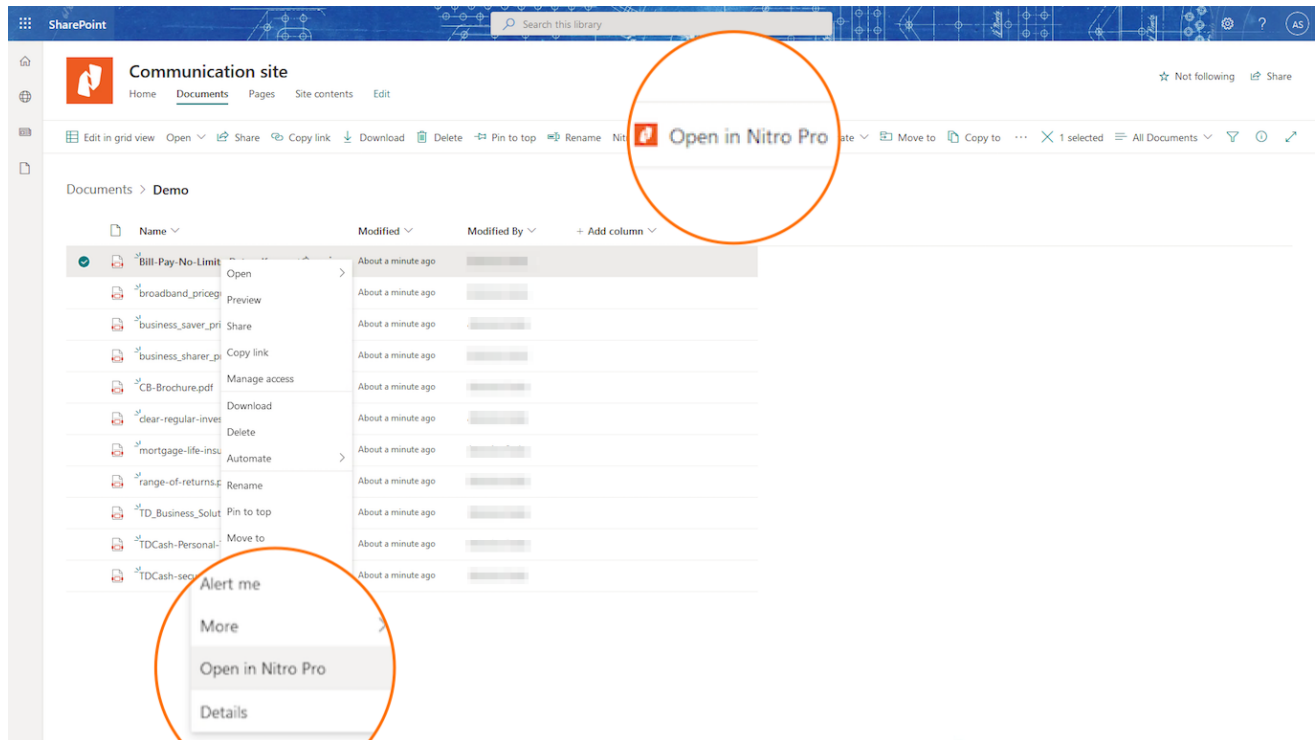 SharePoint
Search this library
?
AS
Communication site
Home Documents Pages Site contents Edit
Not following Share
Edit in grid view Open Share Copy link Download Delete Pin to top Rename Open in Nitro Pro Move to Copy to ... 1 selected All Documents
Documents > Demo
Name Modified Modified By + Add column
Bill-Pay-No-Limit About a minute ago
broadband_priceg About a minute ago
business_saver_pri About a minute ago
business_sharer_p About a minute ago
CB-Brochure.pdf About a minute ago
clear-regular-inves About a minute ago
mortgage-life-insu About a minute ago
range-of-returns.p About a minute ago
TD_Business_Solut About a minute ago
TDCash-Personal- About a minute ago
TDCash-sec About a minute ago
Open
Preview
Share
Copy link
Manage access
Download
Delete
Automate
Rename
Pin to top
Move to
Alert me
More
Open in Nitro Pro
Details